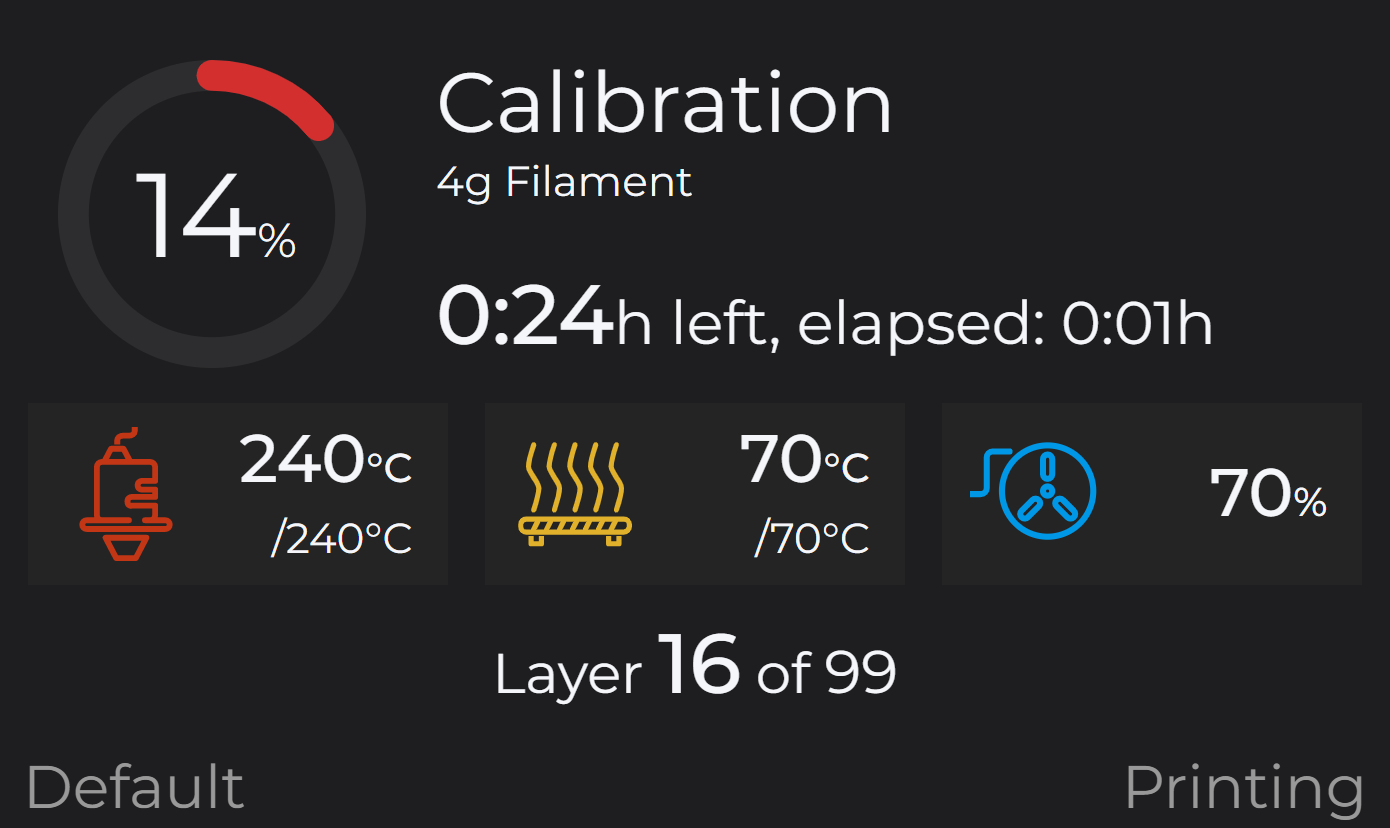 14%
Calibration
4g Filament
0:24h left, elapsed: 0:01h
240°C
/240°C
70°C
/70°C
70%
Layer 16 of 99
Default
Printing